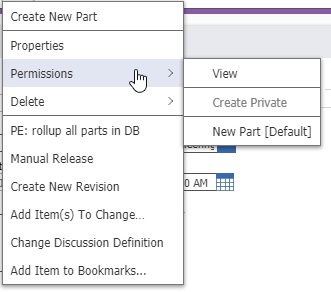 Create New Part
Properties
Permissions
View
Create Private
New Part [Default]
Delete
PE: rollup all parts in DB
Manual Release
0 AM
Create New Revision
Add Item(s) To Change...
Change Discussion Definition
Add Item to Bookmarks...